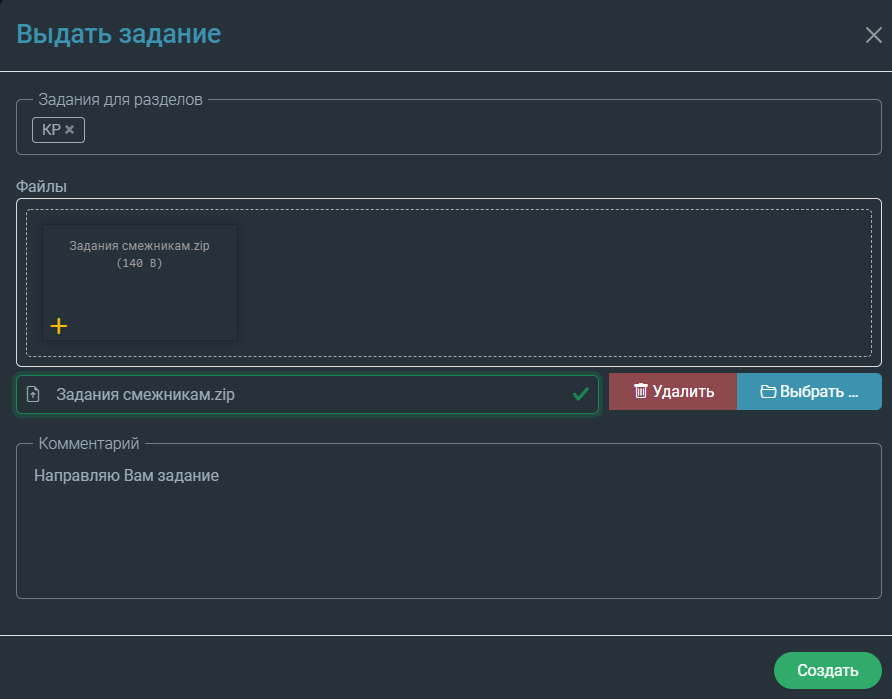 Выдать задание
Задания для разделов
КР
Файлы
Задания смежникам.zip
(140 B)
Задания смежникам.zip
Удалить
Выбрать ...
Комментарий
Направляю Вам задание
Создать